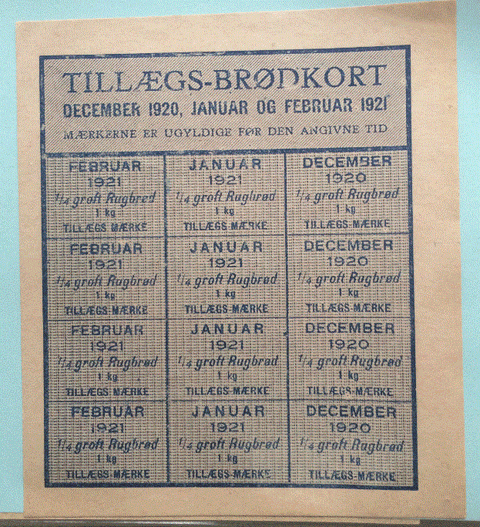 TILLÆGS-BRØDKORT
DECEMBER 1920, JANUAR OG FEBRUAR 1921
MÆRKERNE ER UGYLDIGE FØR DEN ANGIVNE TID
FEBRUAR
1921
1/4 groft Rugbrød
1 kg
TILLÆGS-MÆRKE
JANUAR
1921
1/4 groft Rugbrød
1 kg
TILLÆGS-MÆRKE
DECEMBER
1920
1/4 groft Rugbrød
1 kg
TILLÆGS-MÆRKE
FEBRUAR
1921
1/4 groft Rugbrød
1 kg
TILLÆGS-MÆRKE
JANUAR
1921
1/4 groft Rugbrød
1 kg
TILLÆGS-MÆRKE
DECEMBER
1920
1/4 groft Rugbrød
1 kg
TILLÆGS-MÆRKE
FEBRUAR
1921
1/4 groft Rugbrød
1 kg
TILLÆGS MÆRKE
JANUAR
1921
1/4 groft Rugbrød
1 kg
TILLÆGS-MÆRKE
DECEMBER
1920
1/4 groft Rugbrød
1 kg
TILLÆGS-MÆRKE
FEBRUAR
1921
1/4 groft Rugbrød
1 kg
TILLÆGS-MÆRKE
JANUAR
1921
1/4 groft Rugbrød
1 kg
TILLÆGS-MÆRKE
DECEMBER
1920
1/4 groft Rugbrød
1 kg
TILLÆGS-MÆRKE